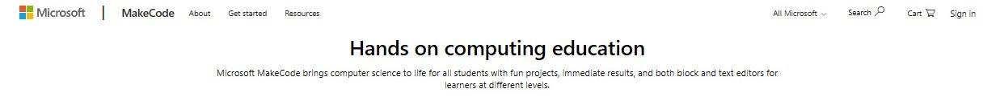 Microsoft | MakeCode About Get started Resources All Microsoft Search Cart Sign in
Hands on computing education
Microsoft MakeCode brings computer science to life for all students with fun projects, immediate results, and both block and text editors for
learners at different levels.